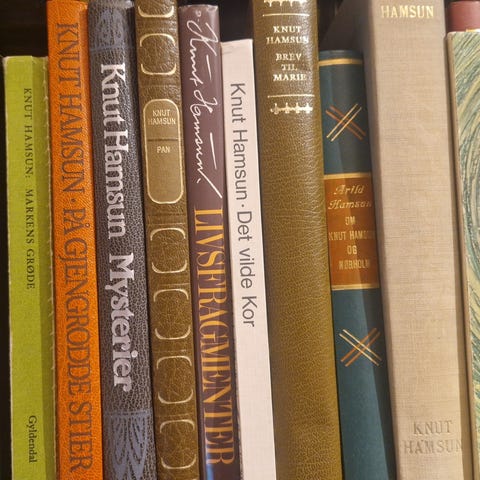 KNUT HAMSUN: MARKENS GRØDE
Gyldendal
KNUT HAMSUN · PÅ GJENGRODDE STIER
Knut Hamsun Mysterier
KNUT
HAMSUN
PAN
Knut Hamsun
LIVSFRAGMENTER
Knut Hamsun · Det vilde Kor
KNUT
HAMSUN
BREV
TIL
MARIE
Arild
Hamsun
OM
KNUT HAMSUN
OG
NØRHOLM
HAMSUN
KNUT
HAMSUN